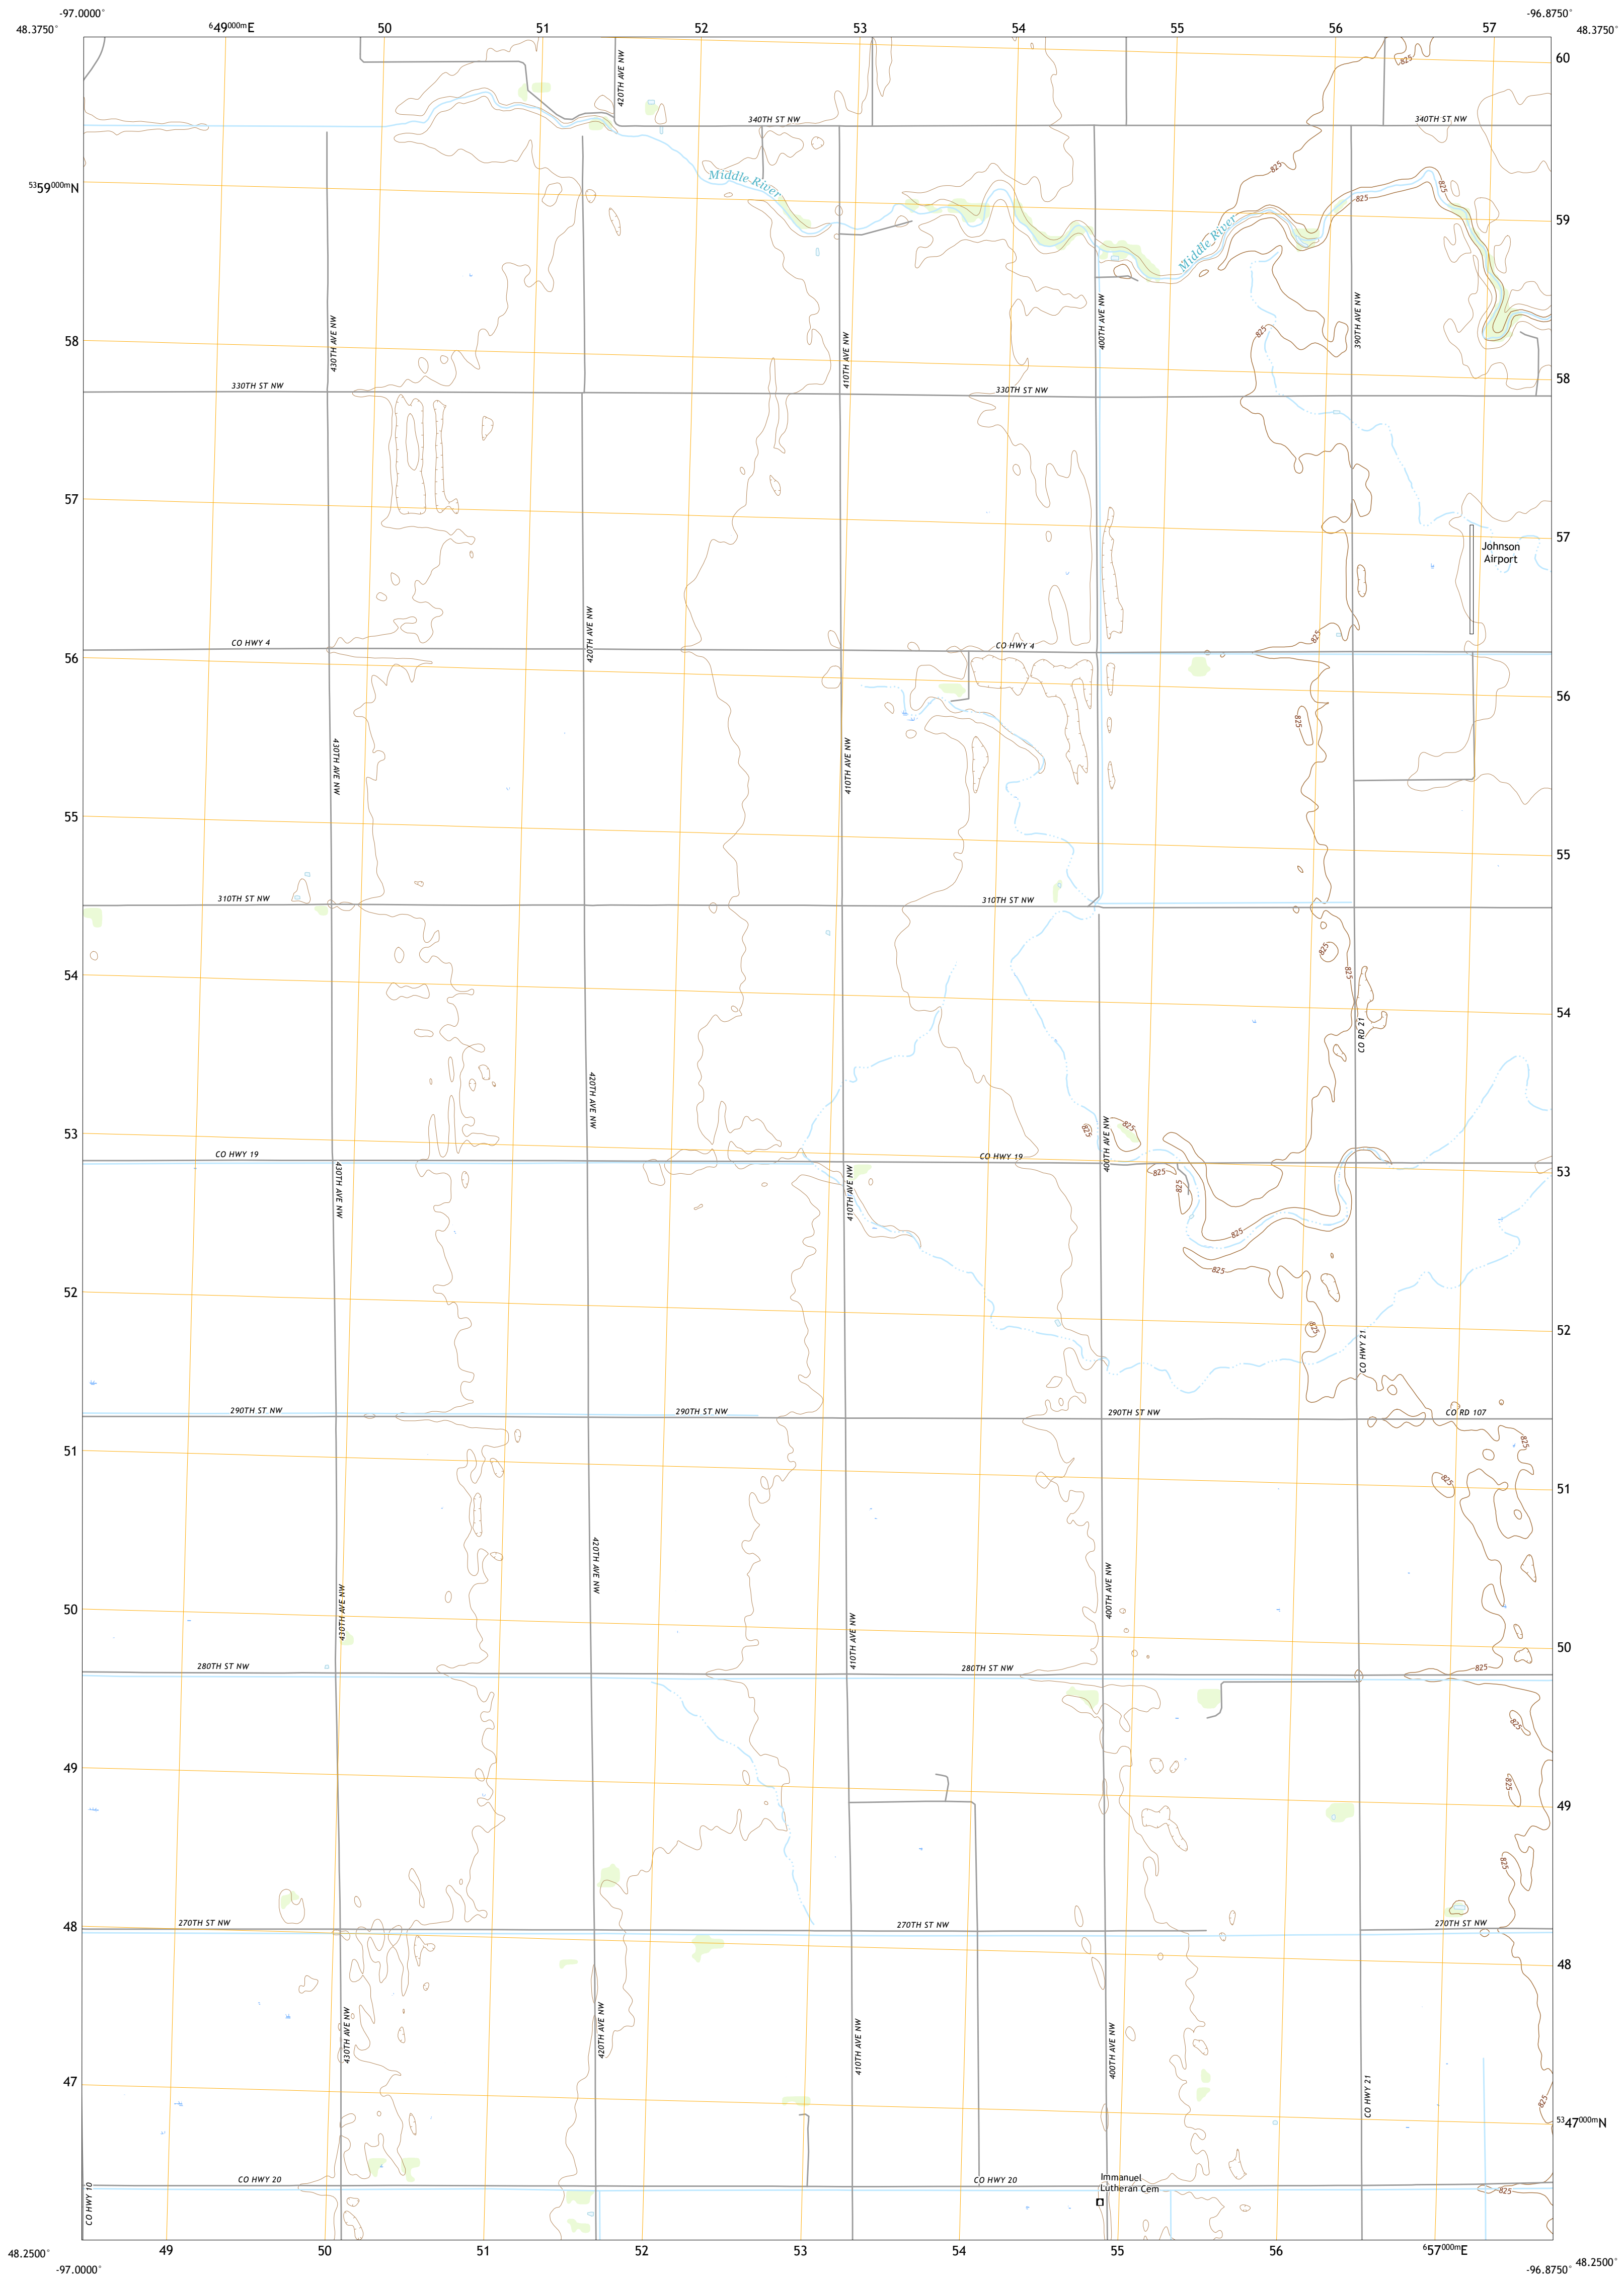 -97.0000°
-96.8750°
48.3750°
⁶49⁰⁰⁰ᵐE
50
51
52
53
54
55
56
57
48.3750°
60
825
420TH AVE NW
340TH ST NW
340TH ST NW
825
⁵³59⁰⁰⁰ᵐN
Middle River
825
825
Middle River
59
430TH AVE NW
410TH AVE NW
400TH AVE NW
390TH AVE NW
825
58
58
330TH ST NW
330TH ST NW
57
57
Johnson
Airport
420TH AVE NW
825
CO HWY 4
CO HWY 4
56
56
825
430TH AVE NW
410TH AVE NW
55
55
310TH ST NW
310TH ST NW
825
825
54
54
CO RD 21
420TH AVE NW
825
825
53
400TH AVE NW
CO HWY 19
CO HWY 19
53
825
825
430TH AVE NW
410TH AVE NW
825
825
52
52
825
CO HWY 21
290TH ST NW
290TH ST NW
290TH ST NW
CO RD 107
825
51
51
825
420TH AVE NW
400TH AVE NW
50
430TH AVE NW
410TH AVE NW
50
280TH ST NW
280TH ST NW
825
825
49
825
49
825
48
270TH ST NW
270TH ST NW
270TH ST NW
48
430TH AVE NW
420TH AVE NW
410TH AVE NW
400TH AVE NW
47
CO HWY 21
825
⁵³47⁰⁰⁰ᵐN
CO HWY 20
CO HWY 20
Immanuel
Lutheran Cem
825
CO HWY 10
48.2500°
49
50
51
52
53
54
55
56
⁶57⁰⁰⁰ᵐE
48.2500°
-97.0000°
-96.8750°